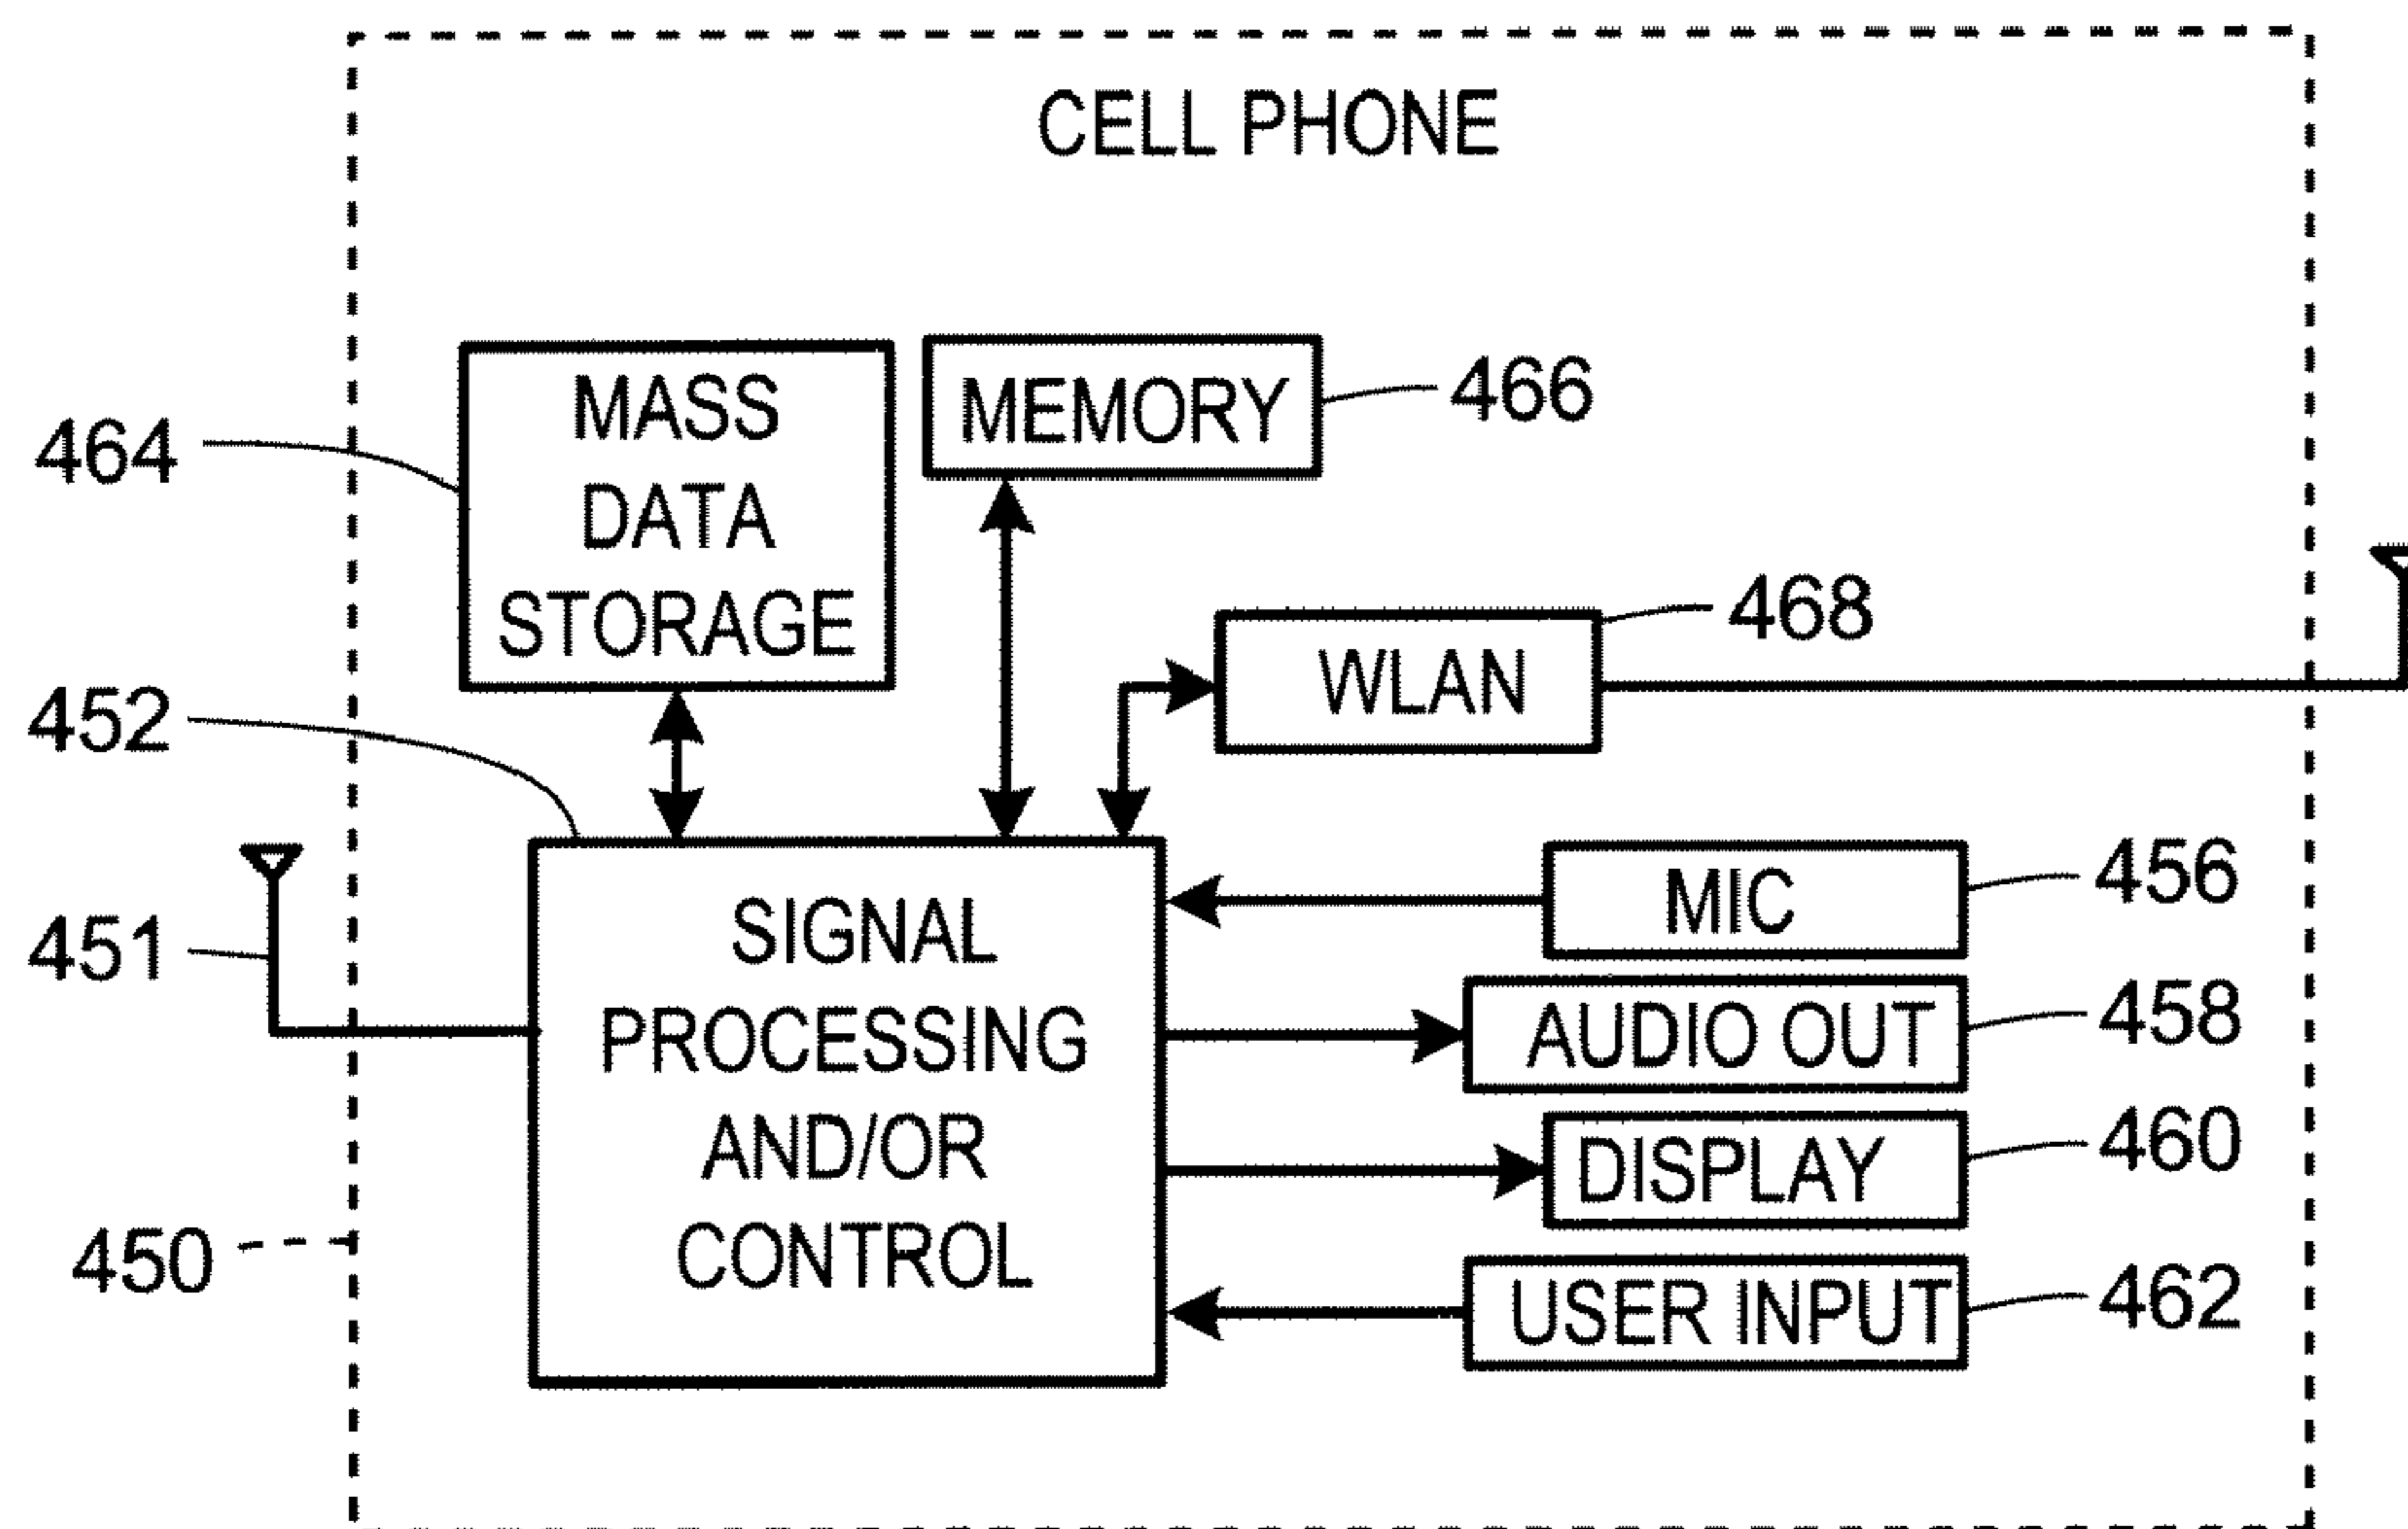 CELL PHONE
MASS
DATA
STORAGE
464
MEMORY
466
WLAN
468
452
SIGNAL
PROCESSING
AND/OR
CONTROL
451
MIC
456
AUDIO OUT
458
DISPLAY
460
450
USER INPUT
462